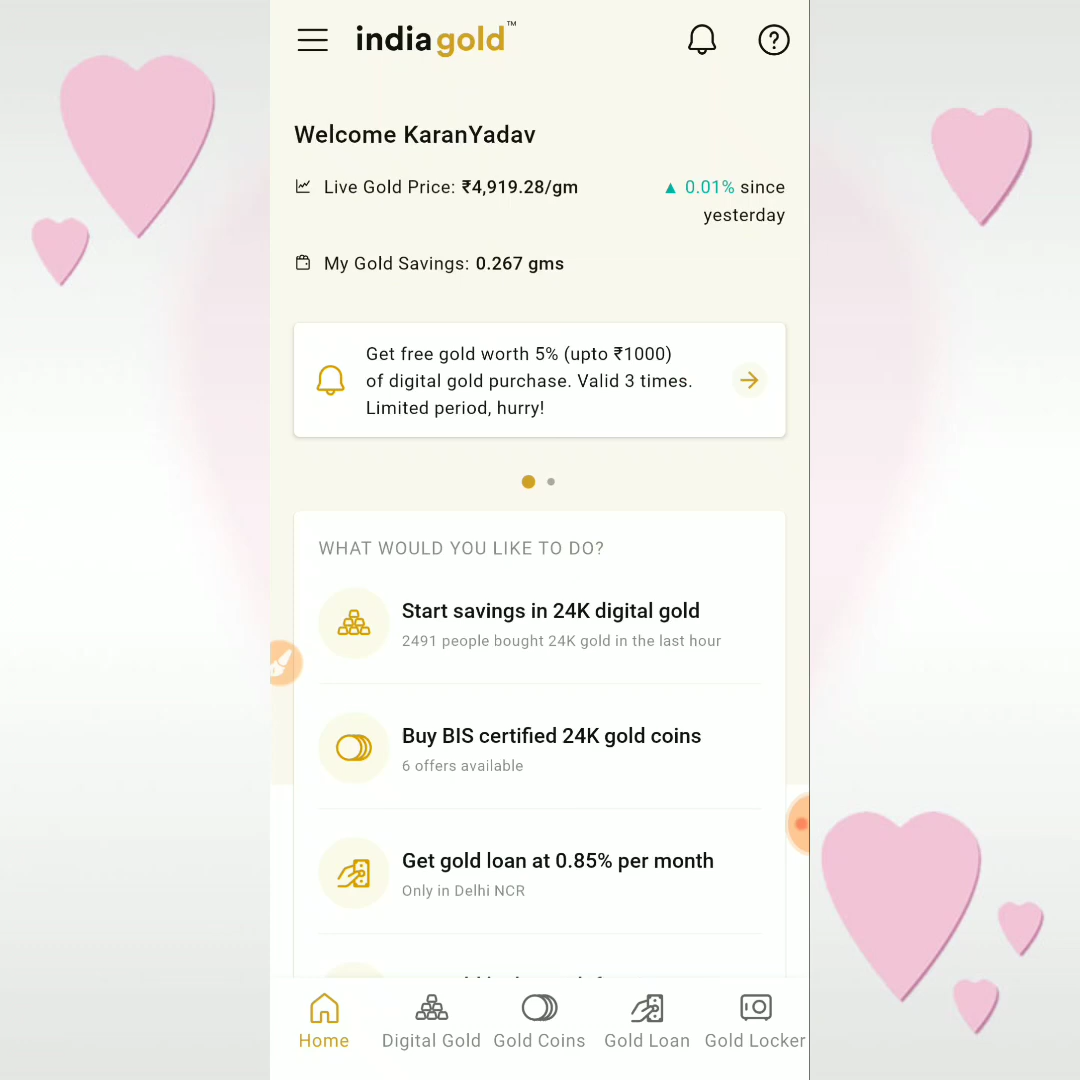 indiagold™
Welcome KaranYadav
Live Gold Price: ₹4,919.28/gm
▲ 0.01% since
yesterday
My Gold Savings: 0.267 gms
Get free gold worth 5% (upto ₹1000)
of digital gold purchase. Valid 3 times.
Limited period, hurry!
WHAT WOULD YOU LIKE TO DO?
Start savings in 24K digital gold
2491 people bought 24K gold in the last hour
Buy BIS certified 24K gold coins
6 offers available
Get gold loan at 0.85% per month
Only in Delhi NCR
Home Digital Gold Gold Coins Gold Loan Gold Locker